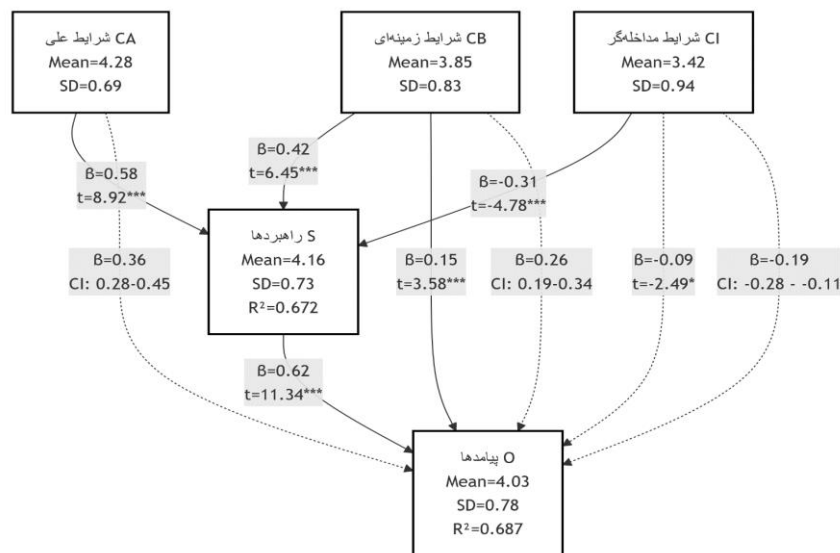 CA شرایط علی
Mean=4.28
SD=0.69
CB شرایط زمینه‌ای
Mean=3.85
SD=0.83
CI شرایط مداخله‌گر
Mean=3.42
SD=0.94
β=0.58
t=8.92***
β=0.42
t=6.45***
β=-0.31
t=-4.78***
S راهبردها
Mean=4.16
SD=0.73
R²=0.672
β=0.36
CI: 0.28-0.45
β=0.15
t=3.58***
β=0.26
CI: 0.19-0.34
β=-0.09
t=-2.49*
β=-0.19
CI: -0.28 - -0.11
β=0.62
t=11.34***
O پیامدها
Mean=4.03
SD=0.78
R²=0.687